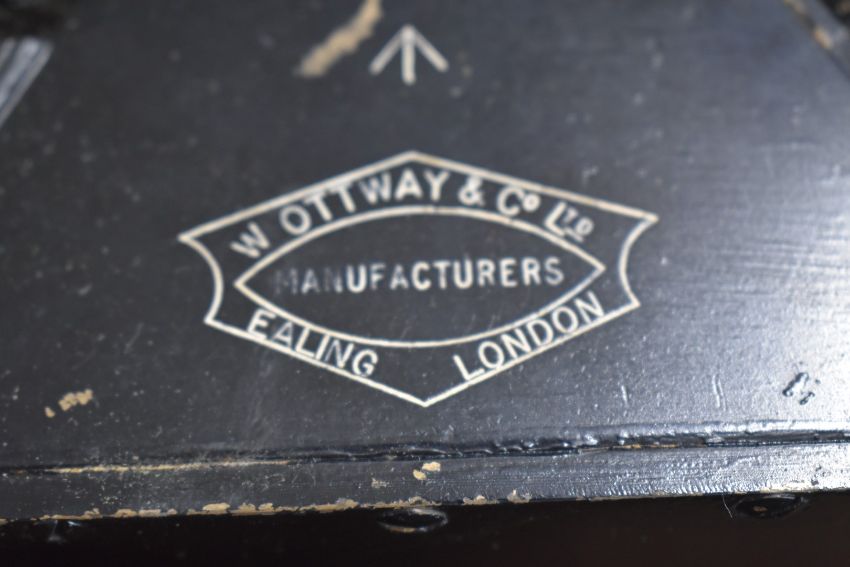 W OTTWAY & Co LTD
MANUFACTURERS
EALING LONDON